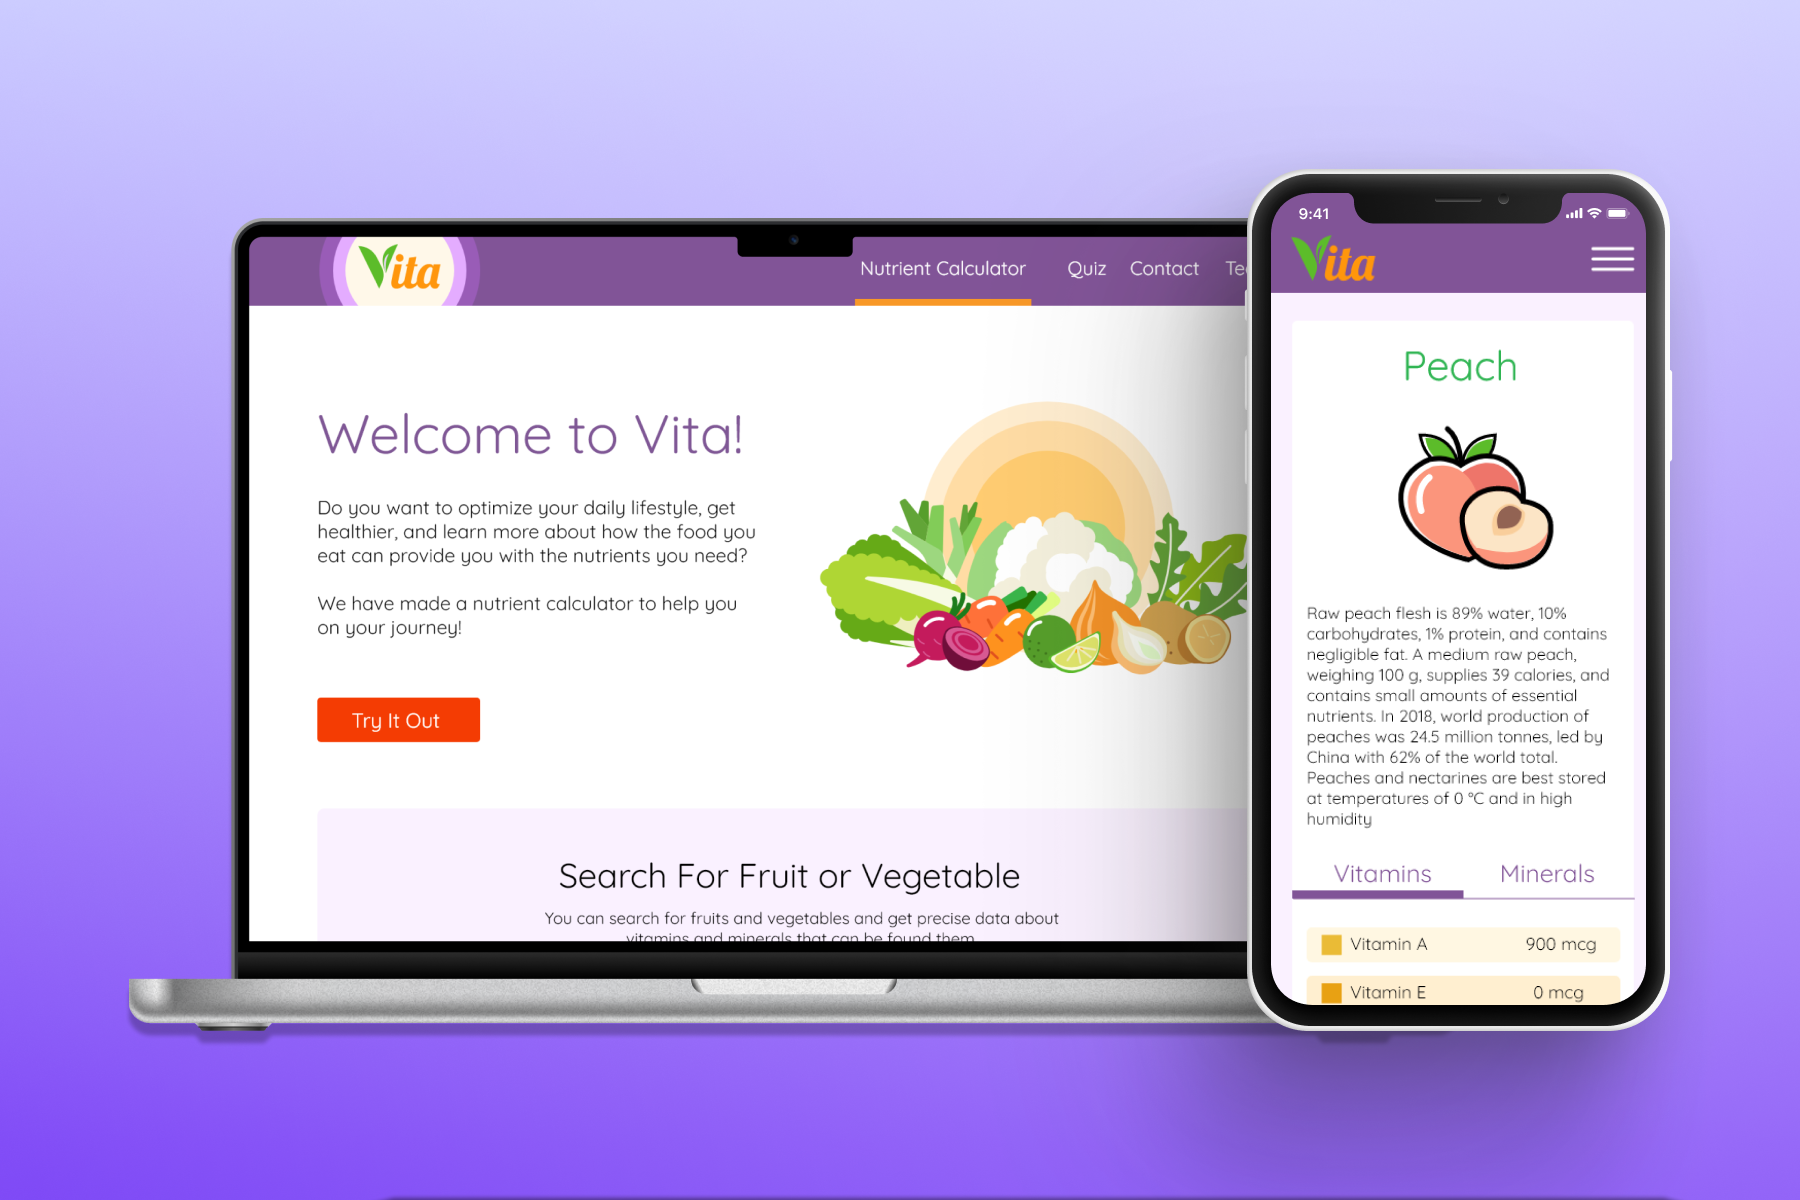 Vita
Nutrient Calculator Quiz Contact
Welcome to Vita!
Do you want to optimize your daily lifestyle, get
healthier, and learn more about how the food you
eat can provide you with the nutrients you need?
We have made a nutrient calculator to help you
on your journey!
Try It Out
Search For Fruit or Vegetable
You can search for fruits and vegetables and get precise data about
vitamins and minerals that can be found them
9:41
Vita
Peach
Raw peach flesh is 89% water, 10%
carbohydrates, 1% protein, and contains
negligible fat. A medium raw peach,
weighing 100 g, supplies 39 calories, and
contains small amounts of essential
nutrients. In 2018, world production of
peaches was 24.5 million tonnes, led by
China with 62% of the world total.
Peaches and nectarines are best stored
at temperatures of 0 °C and in high
humidity
Vitamins Minerals
Vitamin A 900 mcg
Vitamin E 0 mcg